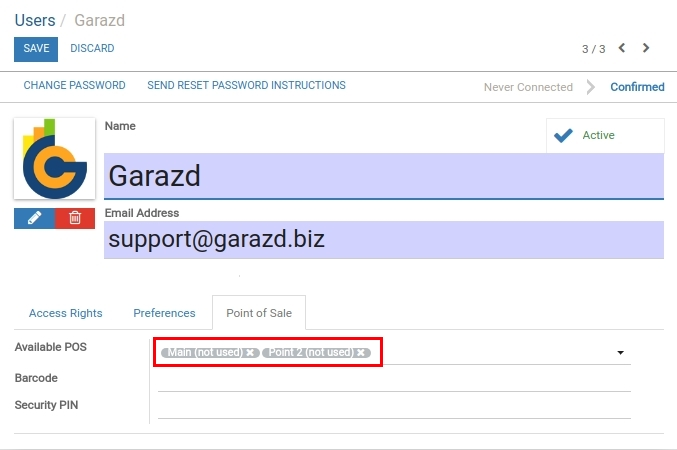 Users / Garazd
SAVE DISCARD 3 / 3
CHANGE PASSWORD SEND RESET PASSWORD INSTRUCTIONS Never Connected Confirmed
Name
Active
Garazd
Email Address
support@garazd.biz
Access Rights Preferences Point of Sale
Available POS Main (not used) × Point 2 (not used) ×
Barcode
Security PIN